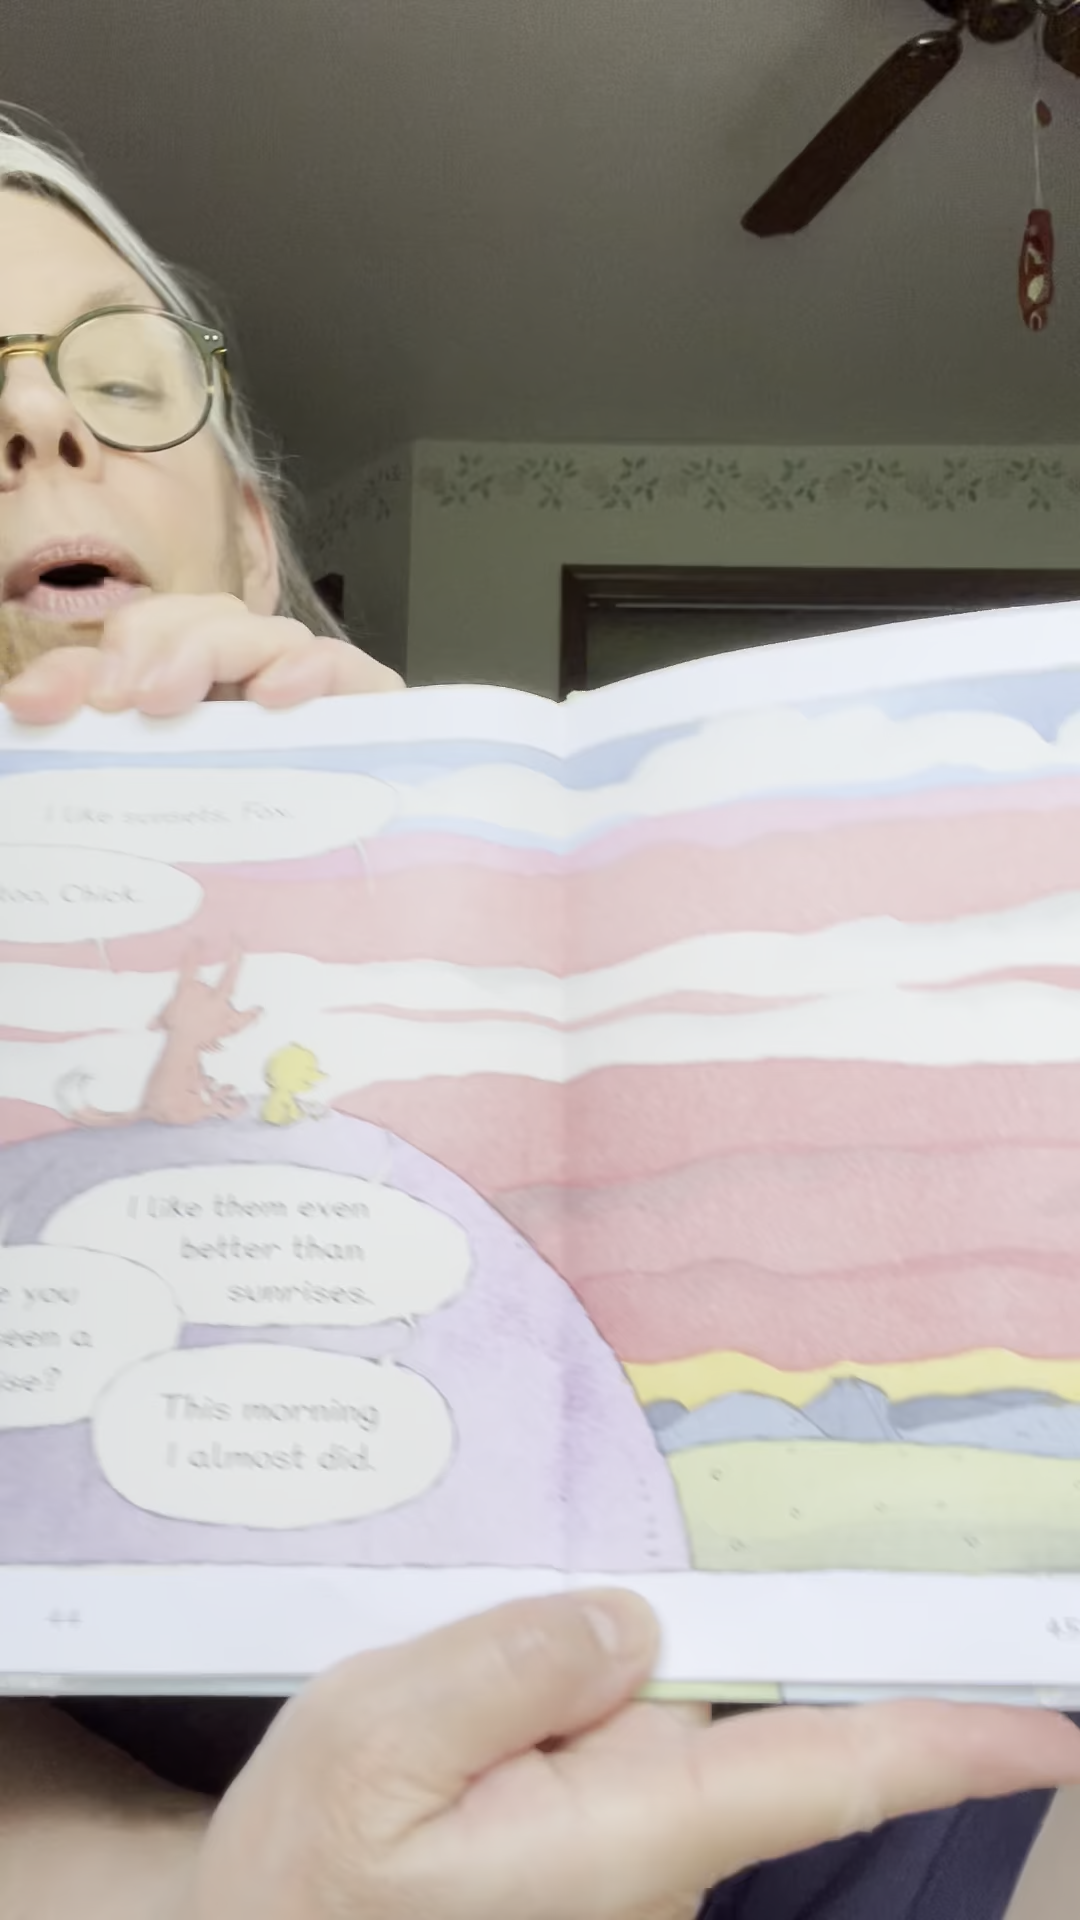 I like sunsets, Fox.
too, Chick.
I like them even
better than
sunrises.
e you
seen a
ise?
This morning
I almost did.
44
45